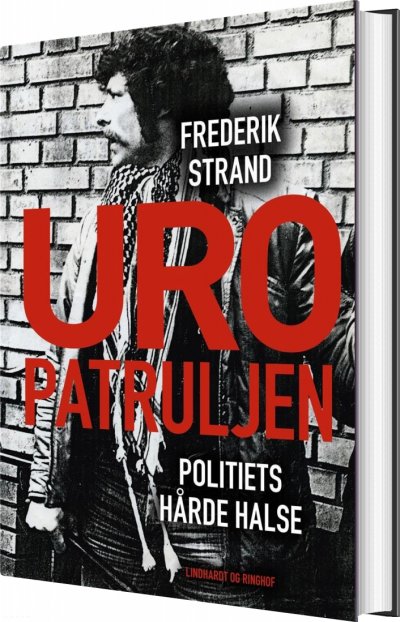 FREDERIK
STRAND
URO
PATRULJEN
POLITIETS
HÅRDE HALSE
LINDHARDT OG RINGHOF